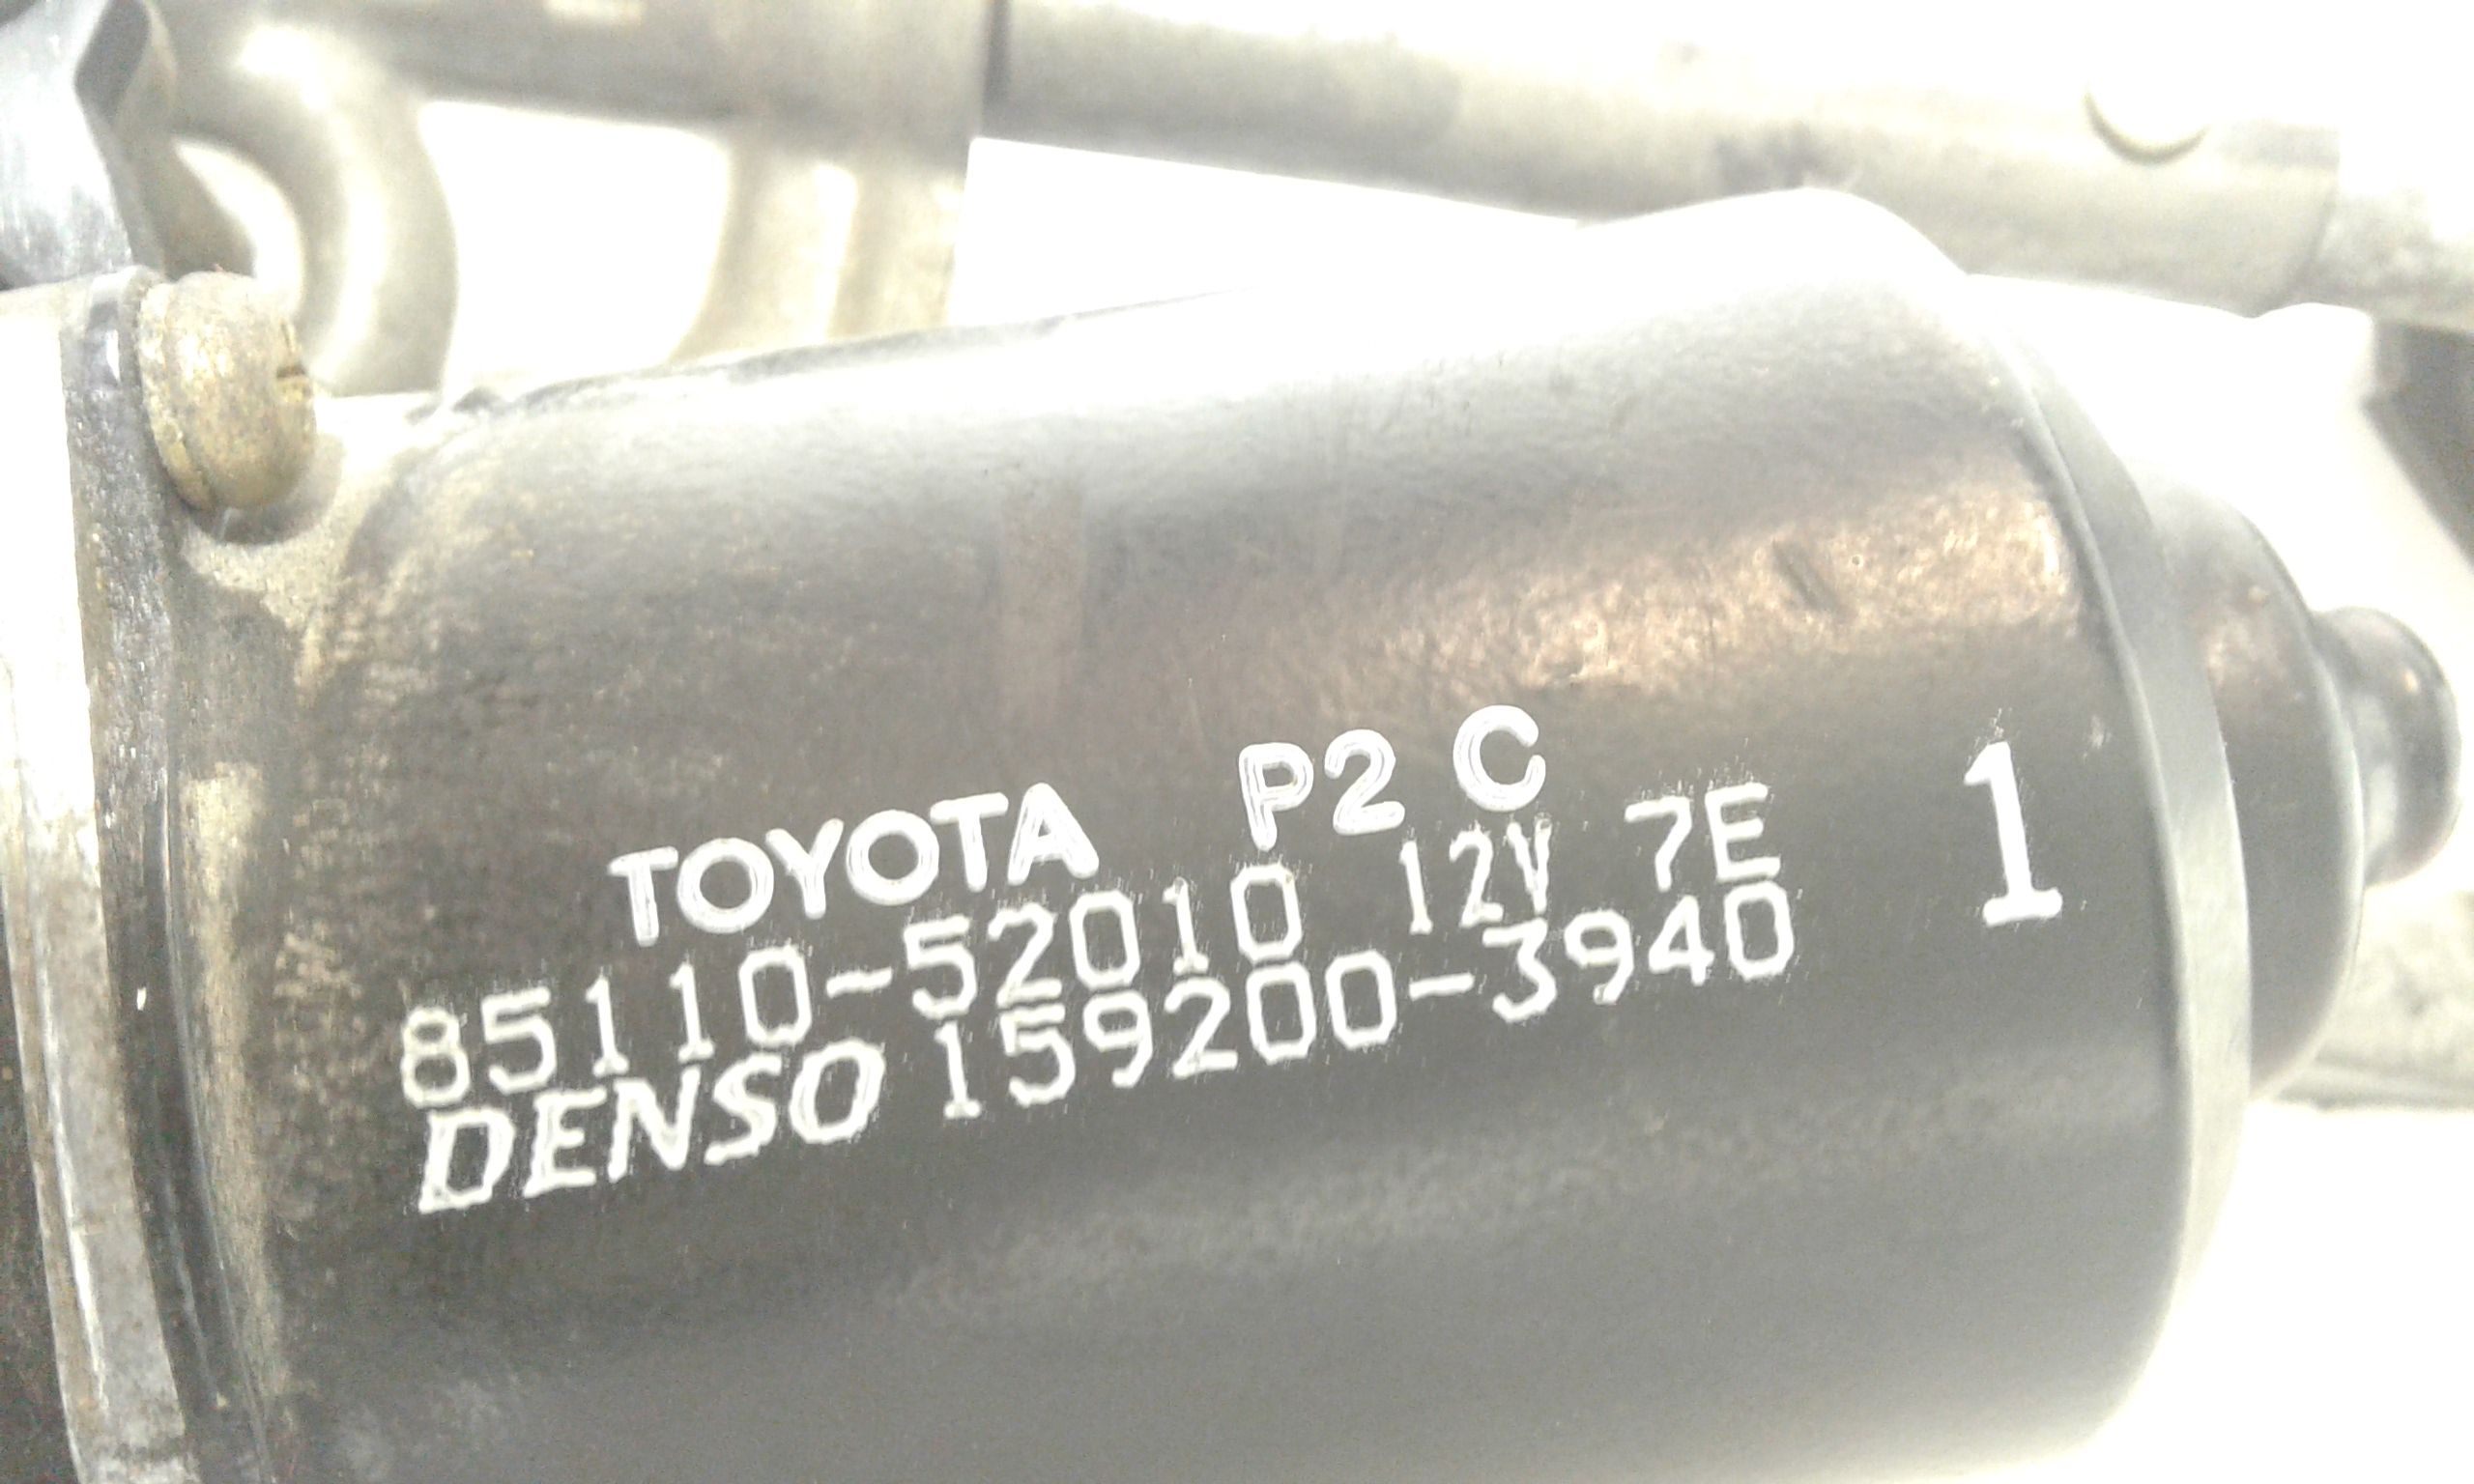 TOYOTA P2 C
85110-52010 12V 7E 1
DENSO 159200-3940